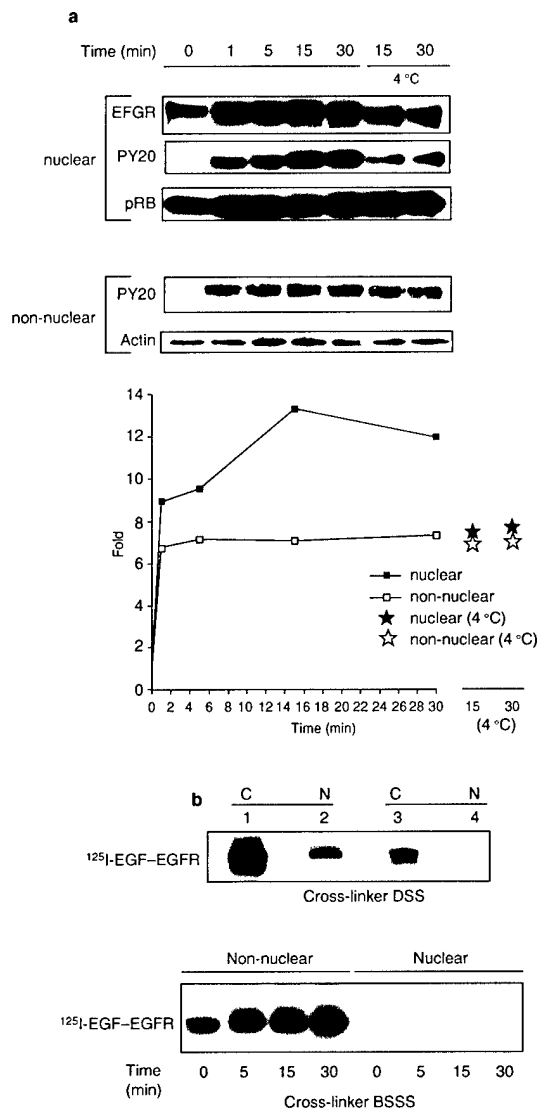 a
Time (min) 0 1 5 15 30 15 30
4 °C
EFGR
nuclear PY20
pRB
PY20
non-nuclear
Actin
14
12
10
8
6
4
2
0
Fold
nuclear
non-nuclear
nuclear (4 °C)
non-nuclear (4 °C)
0 2 4 6 8 10 12 14 16 18 20 22 24 26 28 30 15 30
Time (min) (4 °C)
b
C N C N
1 2 3 4
125I-EGF–EGFR
Cross-linker DSS
Non-nuclear Nuclear
125I-EGF–EGFR
Time (min) 0 5 15 30 0 5 15 30
Cross-linker BSSS